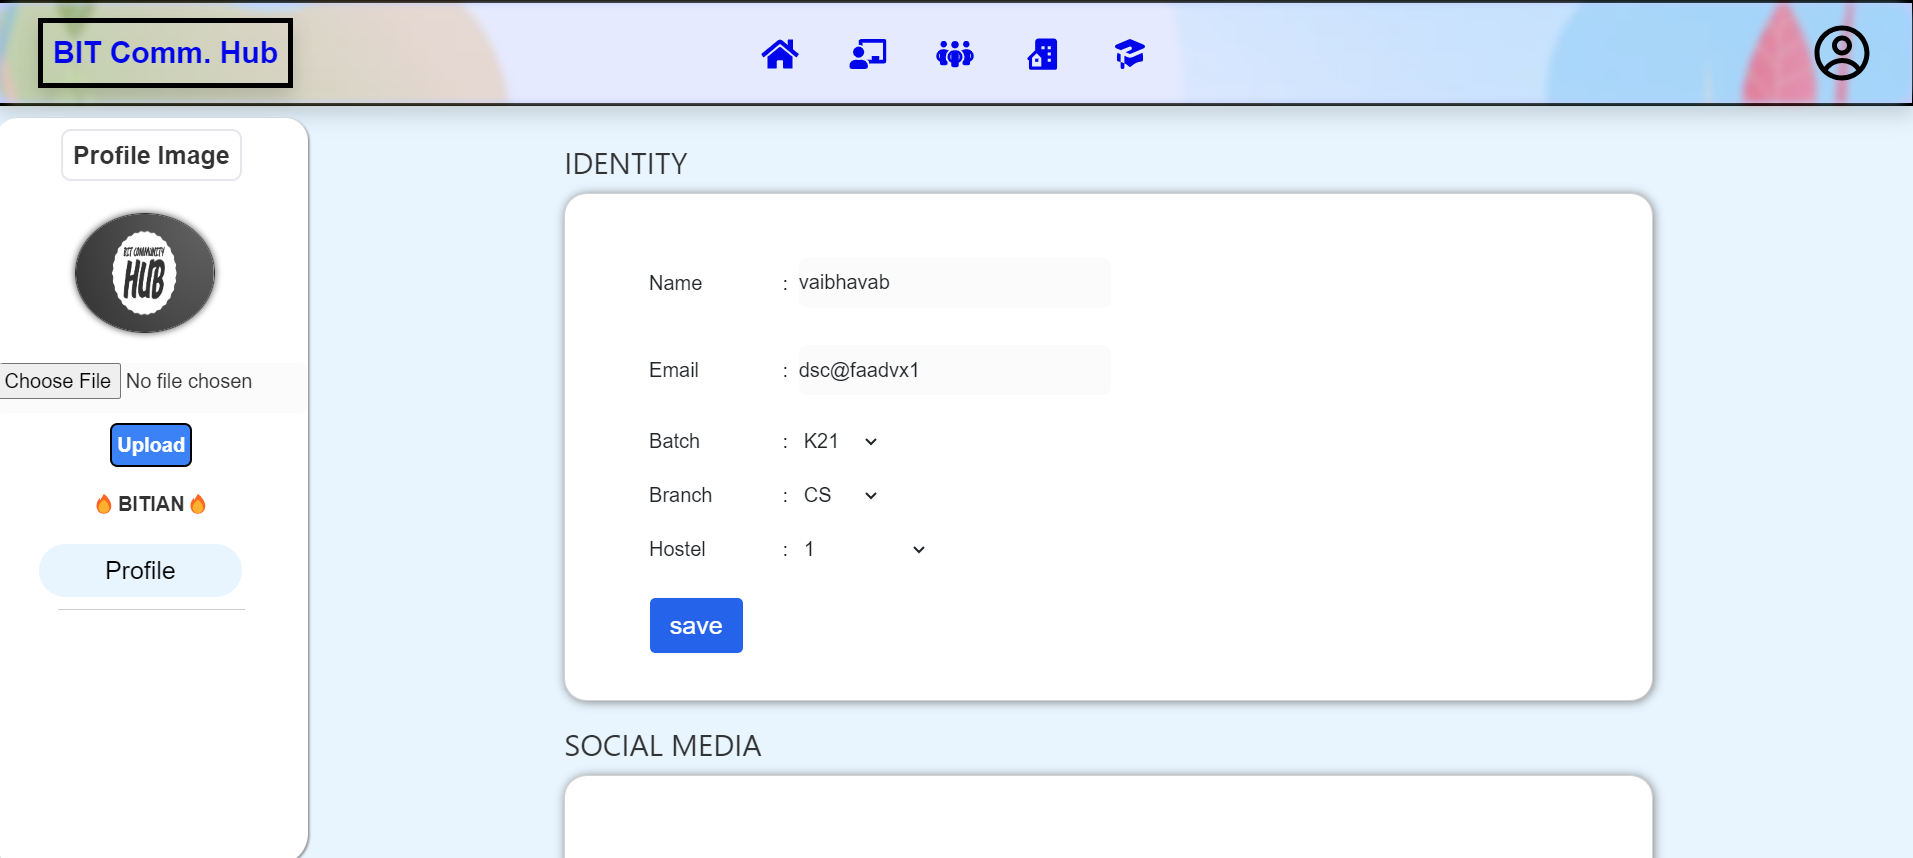 BIT Comm. Hub
Profile Image
BIT COMMUNITY
HUB
Choose File No file chosen
Upload
🔥 BITIAN 🔥
Profile
IDENTITY
Name : vaibhavab
Email : dsc@faadvx1
Batch : K21
Branch : CS
Hostel : 1
save
SOCIAL MEDIA